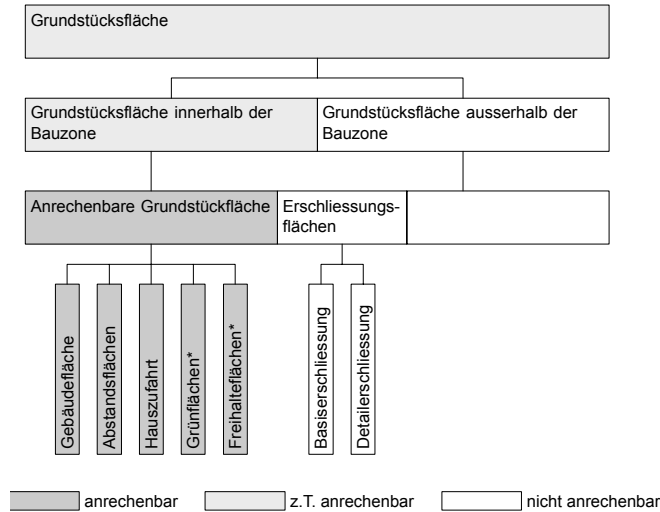 Grundstücksfläche
Grundstücksfläche innerhalb der
Bauzone
Grundstücksfläche ausserhalb der
Bauzone
Anrechenbare Grundstückfläche
Erschliessungs-
flächen
Gebäudefläche
Abstandsflächen
Hauszufahrt
Grünflächen*
Freihalteflächen*
Basiserschliessung
Detailerschliessung
anrechenbar
z.T. anrechenbar
nicht anrechenbar